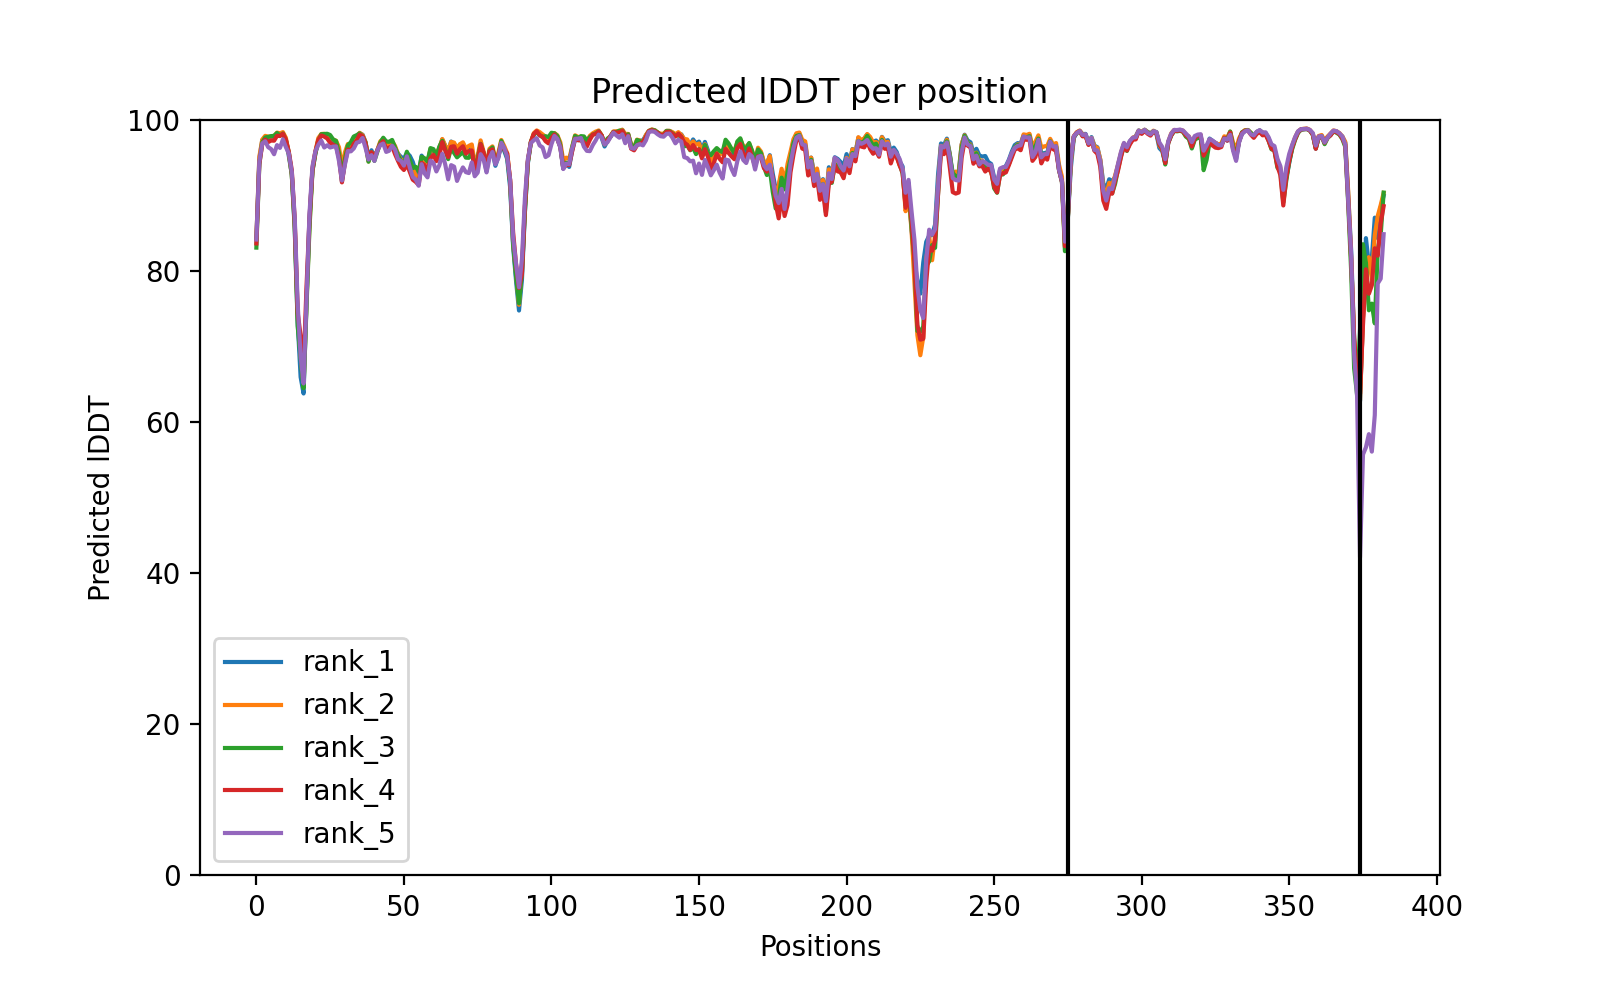 Predicted lDDT per position
100
80
60
40
20
0
Predicted lDDT
rank_1
rank_2
rank_3
rank_4
rank_5
0 50 100 150 200 250 300 350 400
Positions